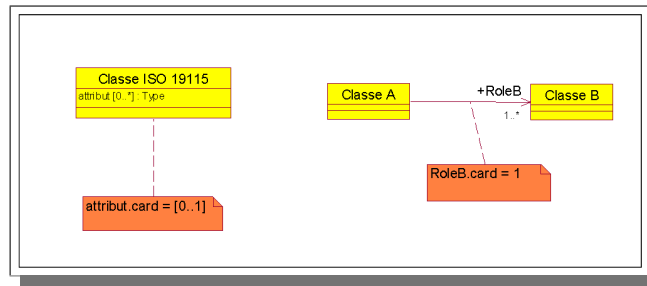 Classe ISO 19115
attribut [0..*] : Type
attribut.card = [0..1]
Classe A
+RoleB
1..*
Classe B
RoleB.card = 1